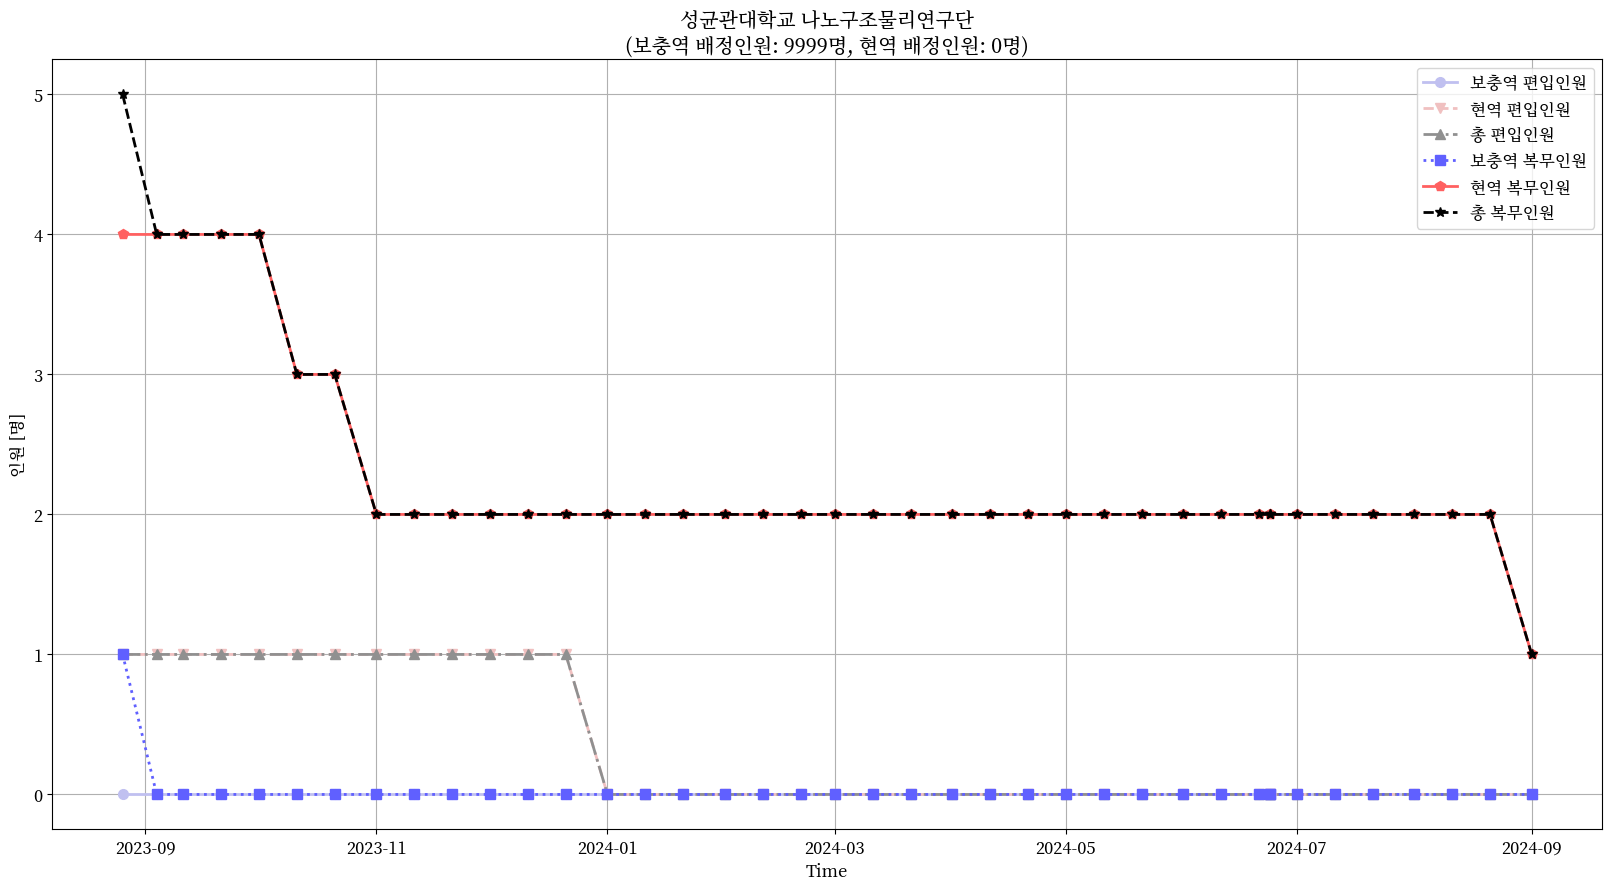 성균관대학교 나노구조물리연구단
(보충역 배정인원: 9999명, 현역 배정인원: 0명)
보충역 편입인원
현역 편입인원
총 편입인원
보충역 복무인원
현역 복무인원
총 복무인원
인원 [명]
5
4
3
2
1
0
2023-09 2023-11 2024-01 2024-03 2024-05 2024-07 2024-09
Time